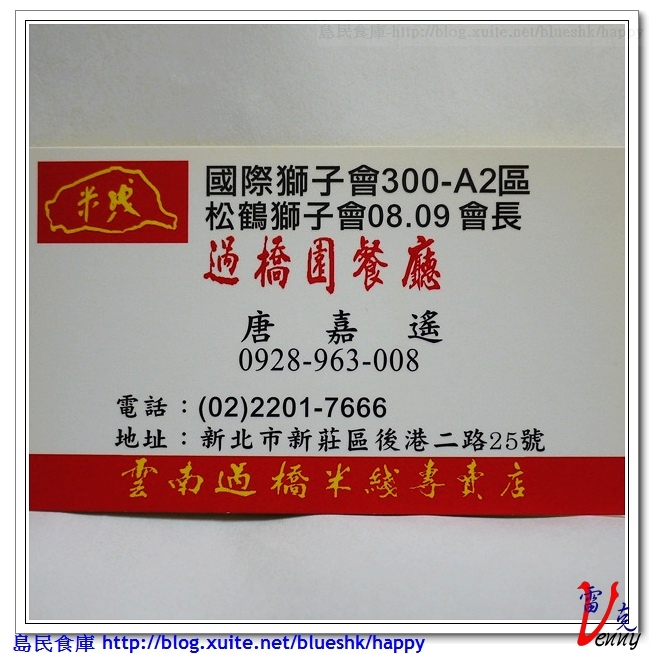 島民食庫-http://blog.xuite.net/blueshk/happy
米线
國際獅子會300-A2區
松鶴獅子會08.09會長
過橋園餐廳
唐嘉遙
0928-963-008
電話：(02)2201-7666
地址：新北市新莊區後港二路25號
雲南過橋米綫專賣店
雷克
Venny
島民食庫 http://blog.xuite.net/blueshk/happy